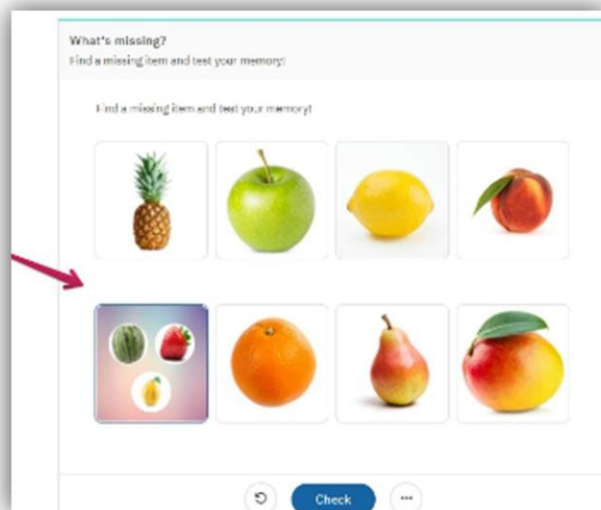 What's missing?
Find a missing item and test your memory!
Find a missing item and test your memory!
Check